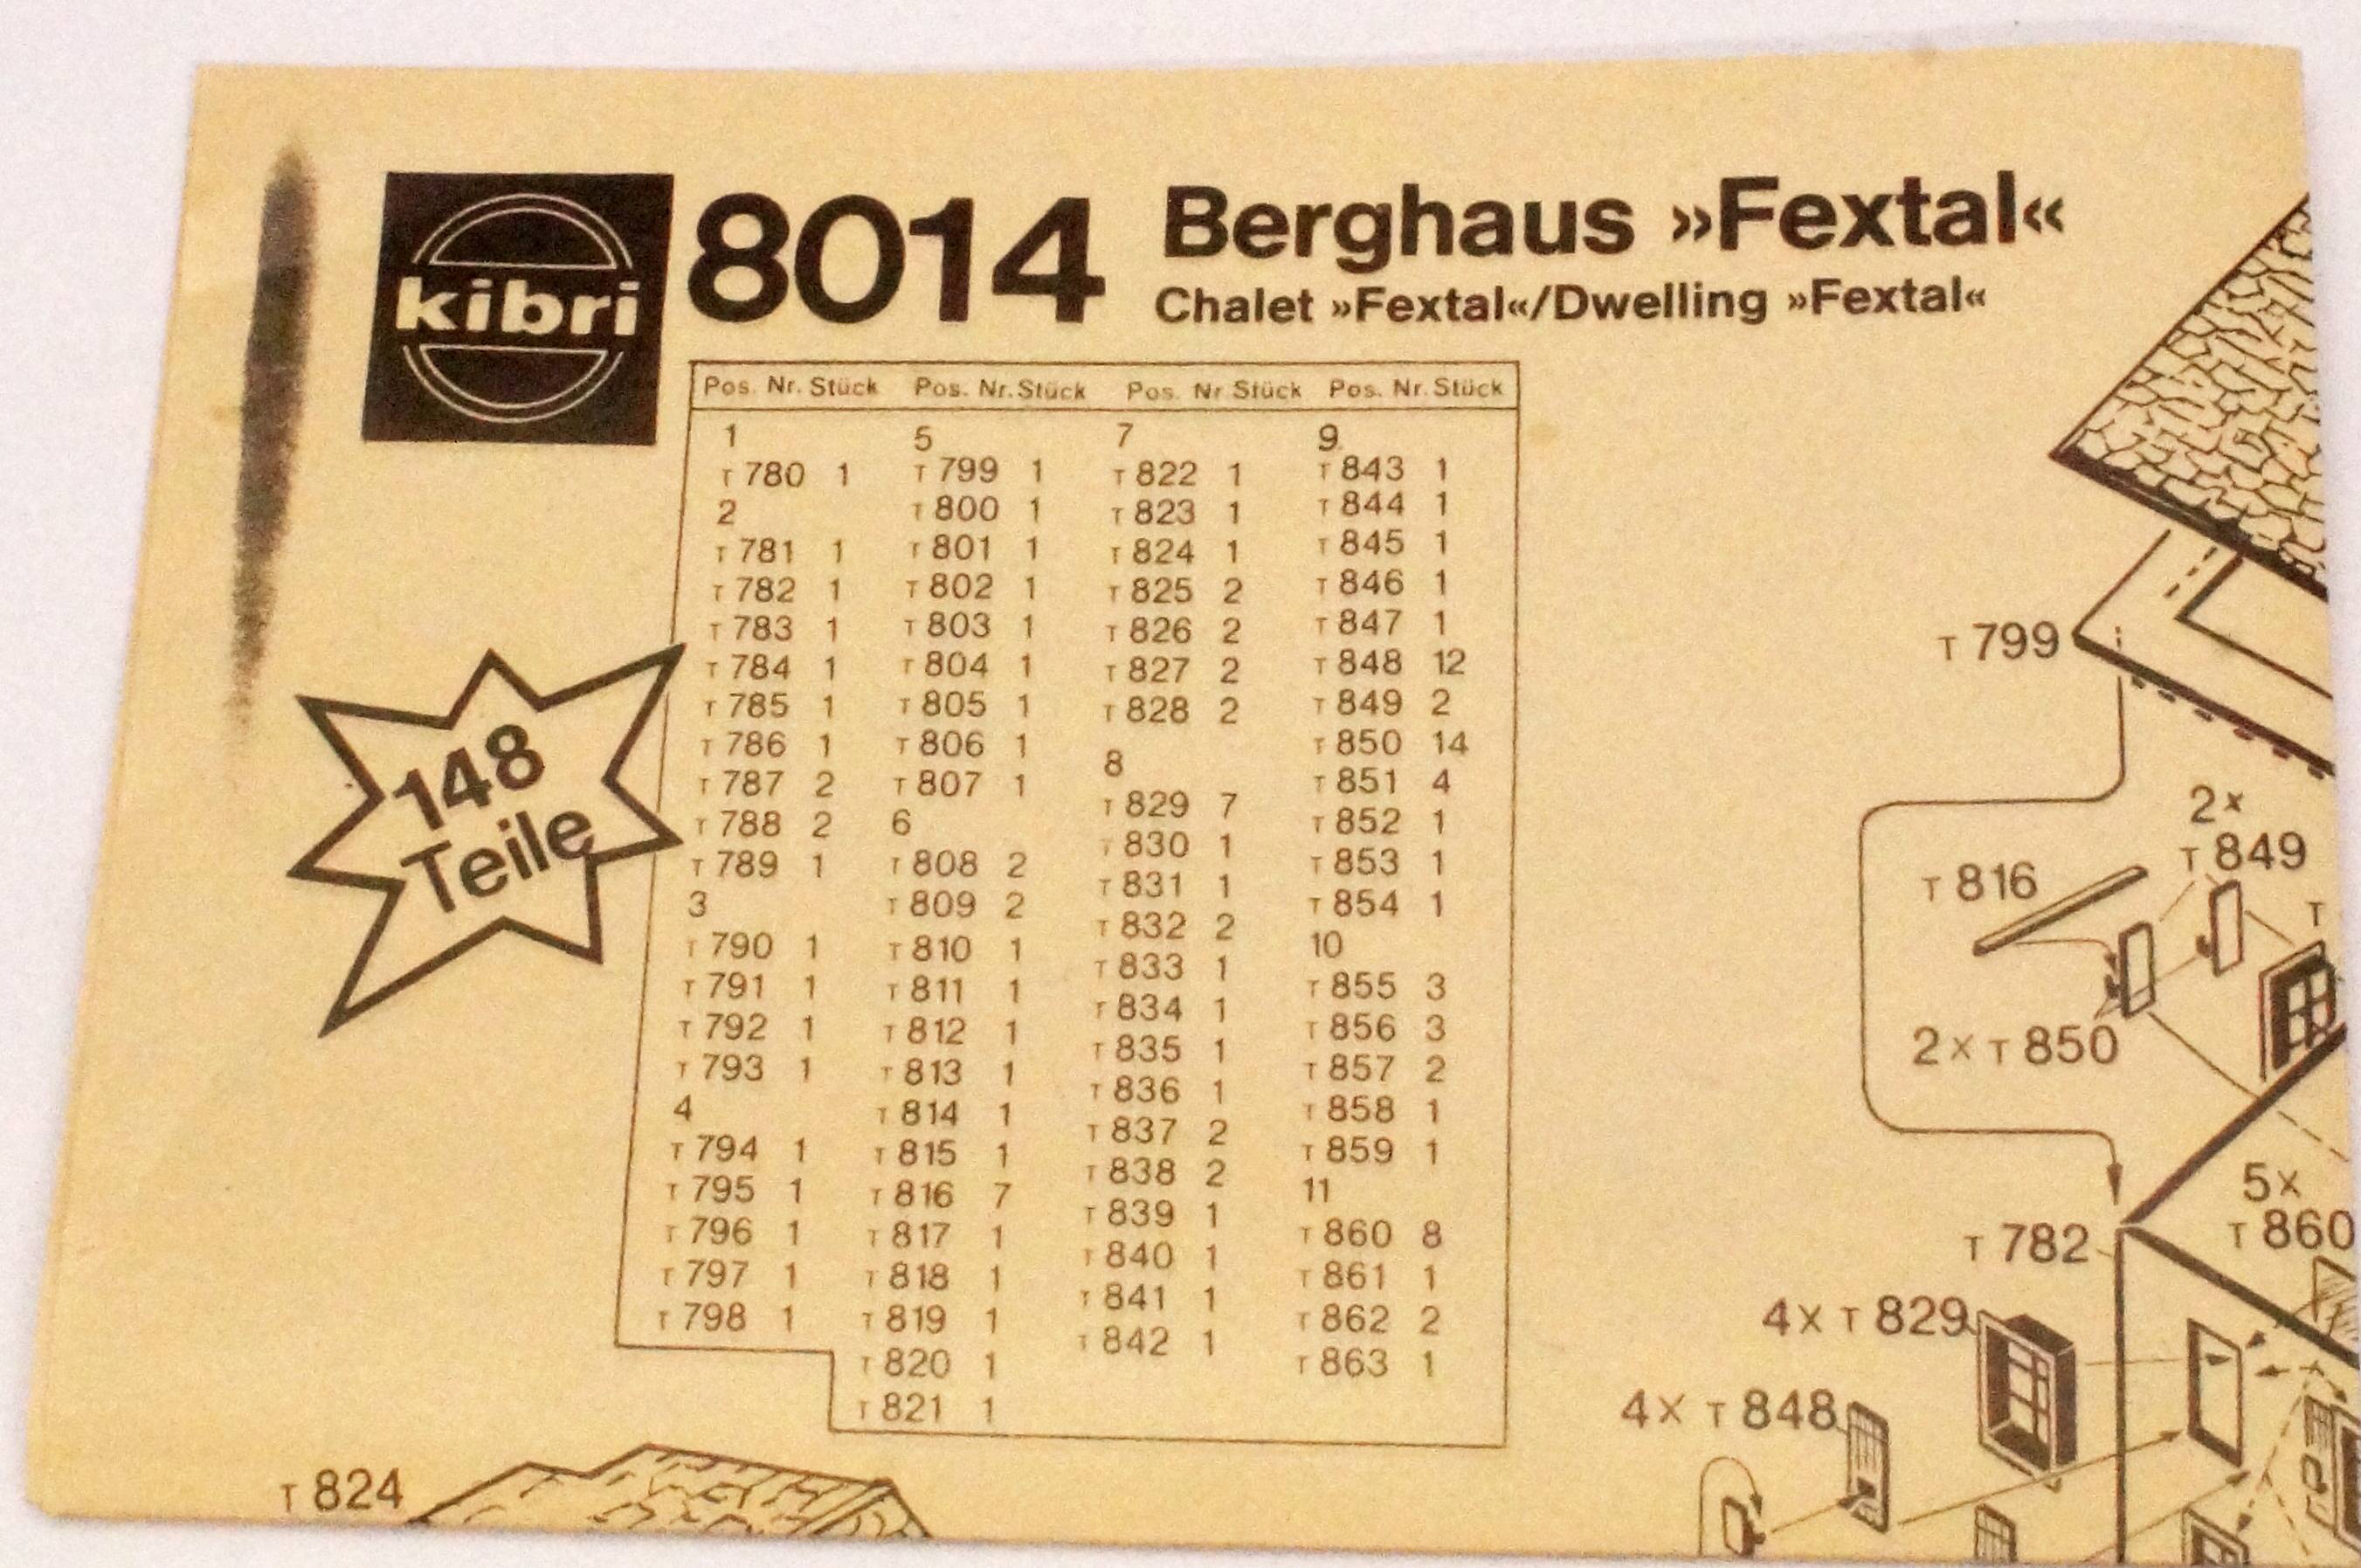 kibri
8014
Berghaus »Fextal«
Chalet »Fextal«/Dwelling »Fextal«
148
Teile
Pos. Nr. Stück Pos. Nr. Stück Pos. Nr Stück Pos. Nr. Stück
1
T 780 1
2
T 781 1
T 782 1
T 783 1
T 784 1
T 785 1
T 786 1
T 787 2
T 788 2
T 789 1
3
T 790 1
T 791 1
T 792 1
T 793 1
4
T 794 1
T 795 1
T 796 1
T 797 1
T 798 1
5
T 799 1
T 800 1
T 801 1
T 802 1
T 803 1
T 804 1
T 805 1
T 806 1
T 807 1
6
T 808 2
T 809 2
T 810 1
T 811 1
T 812 1
T 813 1
T 814 1
T 815 1
T 816 7
T 817 1
T 818 1
T 819 1
T 820 1
T 821 1
7
T 822 1
T 823 1
T 824 1
T 825 2
T 826 2
T 827 2
T 828 2
8
T 829 7
T 830 1
T 831 1
T 832 2
T 833 1
T 834 1
T 835 1
T 836 1
T 837 2
T 838 2
T 839 1
T 840 1
T 841 1
T 842 1
9
T 843 1
T 844 1
T 845 1
T 846 1
T 847 1
T 848 12
T 849 2
T 850 14
T 851 4
T 852 1
T 853 1
T 854 1
10
T 855 3
T 856 3
T 857 2
T 858 1
T 859 1
11
T 860 8
T 861 1
T 862 2
T 863 1
T 799
2x
T 849
T 816
T
2x T 850
5x
T 860
T 782
4x T 829
4x T 848
T 824